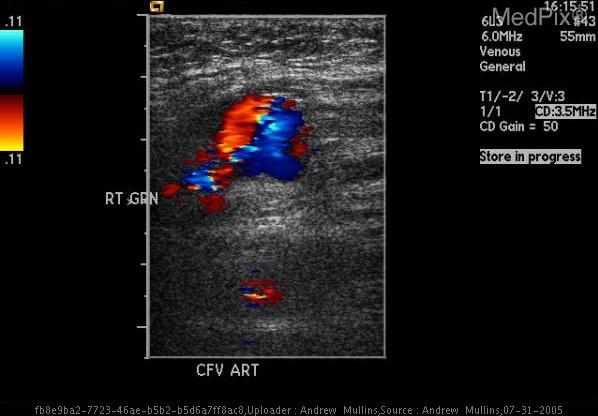 .11
.11
16:15:51
6L3 #43
MedPix®
6.0MHz 55mm
Venous
General
T1/-2/ 3/V:3
1/1 CD:3.5MHz
CD Gain = 50
Store in progress
RT GRN
CFV ART
fb8e9ba2-7723-46ae-b5b2-b5d6a7ff8ac8,Uploader : Andrew Mullins,Source : Andrew Mullins,07-31-2005